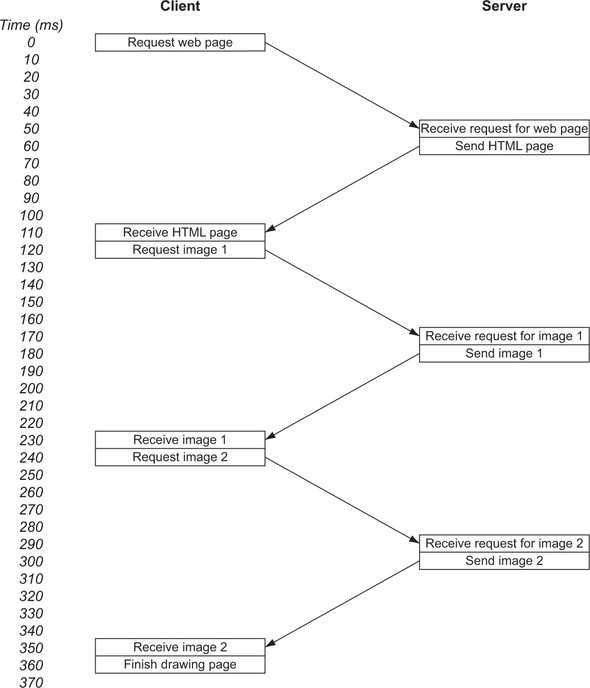 Client Server
Time (ms)
0 Request web page
10
20
30
40
50 Receive request for web page
60 Send HTML page
70
80
90
100
110 Receive HTML page
120 Request image 1
130
140
150
160
170 Receive request for image 1
180 Send image 1
190
200
210
220
230 Receive image 1
240 Request image 2
250
260
270
280
290 Receive request for image 2
300 Send image 2
310
320
330
340
350 Receive image 2
360 Finish drawing page
370